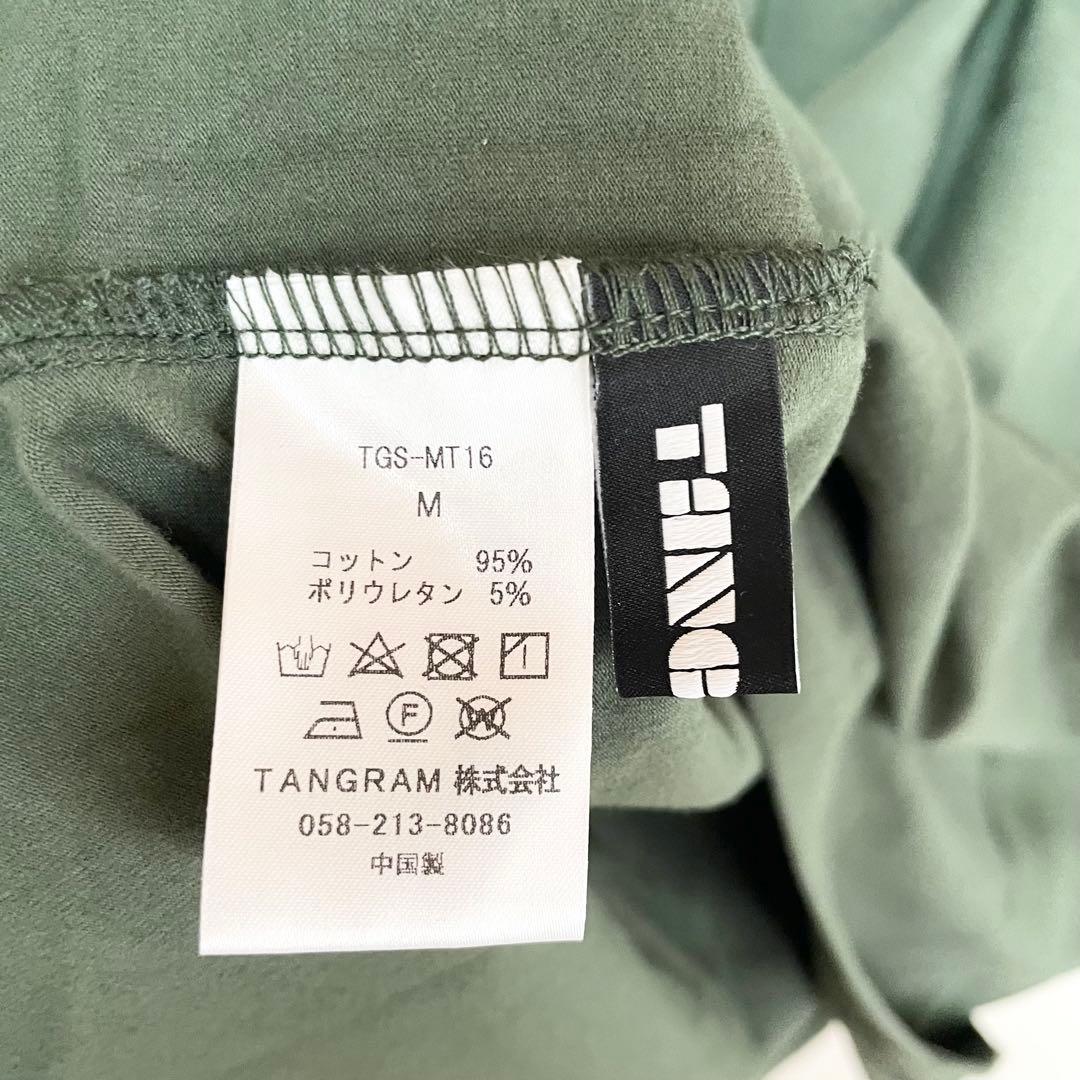 TGS-MT16
M
コットン 95%
ポリウレタン 5%
F
W
TANGRAM 株式会社
058-213-8086
中国製
TANG